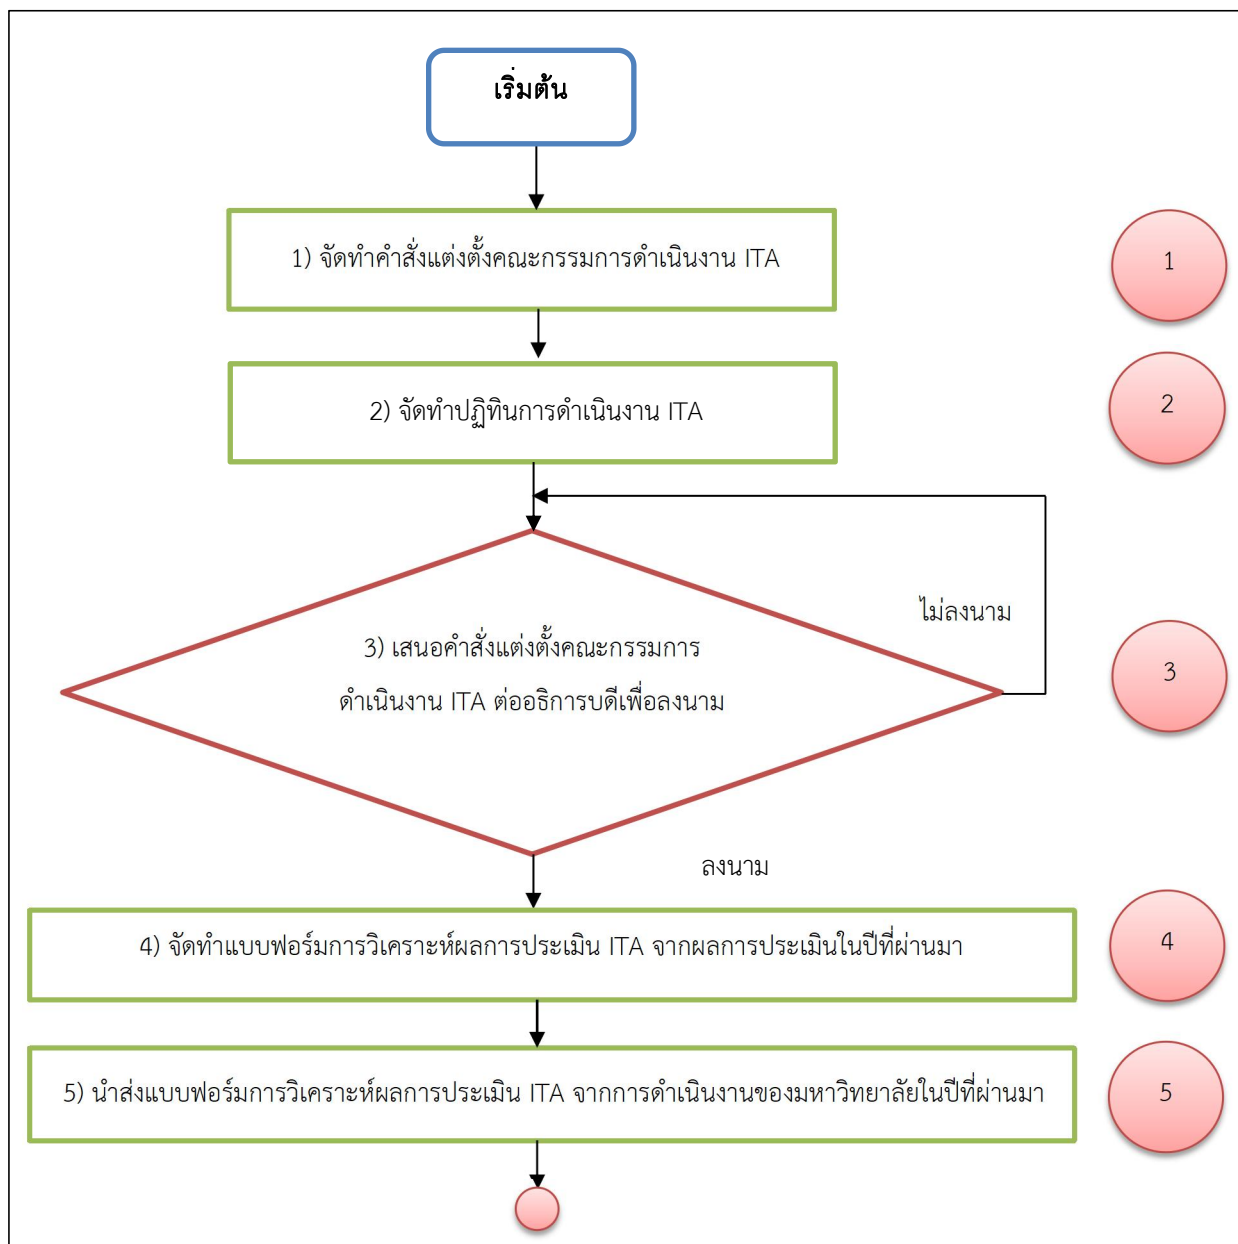 เริ่มต้น
1) จัดทำคำสั่งแต่งตั้งคณะกรรมการดำเนินงาน ITA
1
2) จัดทำปฏิทินการดำเนินงาน ITA
2
ไม่ลงนาม
3) เสนอคำสั่งแต่งตั้งคณะกรรมการ
ดำเนินงาน ITA ต่ออธิการบดีเพื่อลงนาม
3
ลงนาม
4) จัดทำแบบฟอร์มการวิเคราะห์ผลการประเมิน ITA จากผลการประเมินในปีที่ผ่านมา
4
5) นำส่งแบบฟอร์มการวิเคราะห์ผลการประเมิน ITA จากการดำเนินงานของมหาวิทยาลัยในปีที่ผ่านมา
5